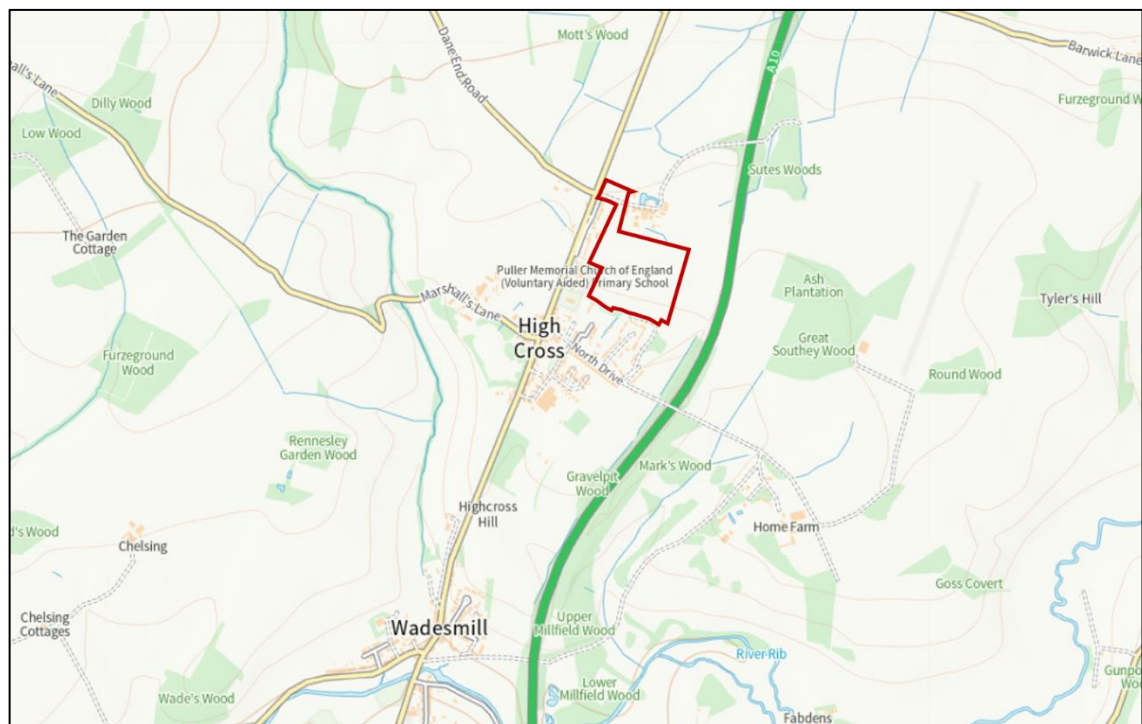 Mott's Wood
Dane End Road
A10
Barwick Lane
all's Lane
Dilly Wood
Low Wood
Furzeground W
Sutes Woods
The Garden
Cottage
Puller Memorial Church of England
(Voluntary Aided) Primary School
Ash
Plantation
Tyler's Hill
Marshall's Lane
High
Cross
North Drive
Great
Southey Wood
Furzeground
Wood
Round Wood
Rennesley
Garden Wood
Gravelpit
Wood
Mark's Wood
Highcross
Hill
Home Farm
d's Wood
Chelsing
Goss Covert
Chelsing
Cottages
Wadesmill
Upper
Millfield Wood
River Rib
Wade's Wood
Lower
Millfield Wood
Gunpo
Wo
Fabdens